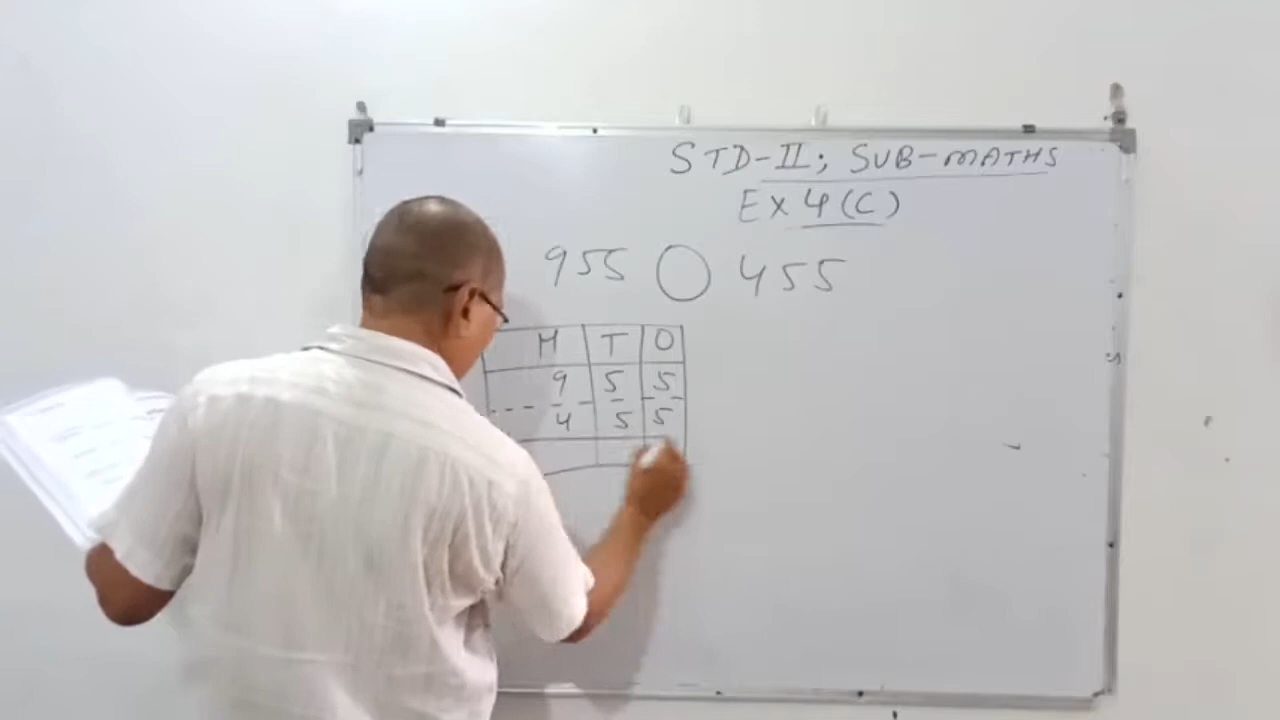 STD-II; SUB-MATHS
Ex 4(C)
955 ◯ 455
H T O
9 5 5
4 5 5